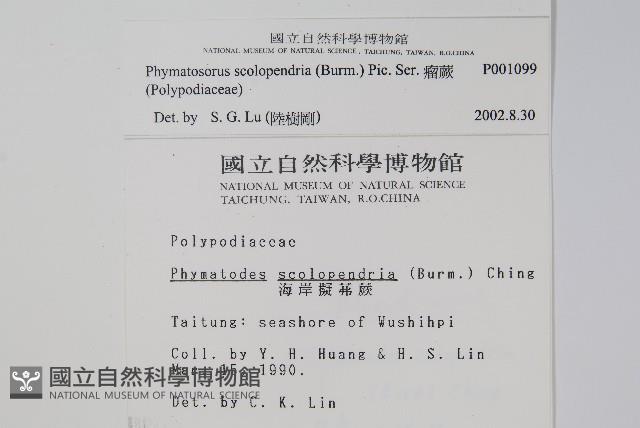 國立自然科學博物館
NATIONAL MUSEUM OF NATURAL SCIENCE, TAICHUNG, TAIWAN, R.O.CHINA
Phymatosorus scolopendria (Burm.) Pic. Ser. 瘤蕨 P001099
(Polypodiaceae)
Det. by S. G. Lu (陸樹剛) 2002.8.30
國立自然科學博物館
NATIONAL MUSEUM OF NATURAL SCIENCE
TAICHUNG, TAIWAN, R.O.CHINA
Polypodiaceae
Phymatodes scolopendria (Burm.) Ching
海岸擬茀蕨
Taitung: seashore of Wushihpi
Coll. by Y. H. Huang & H. S. Lin
15, 1990.
Det. by C. K. Lin
國立自然科學博物館
NATIONAL MUSEUM OF NATURAL SCIENCE